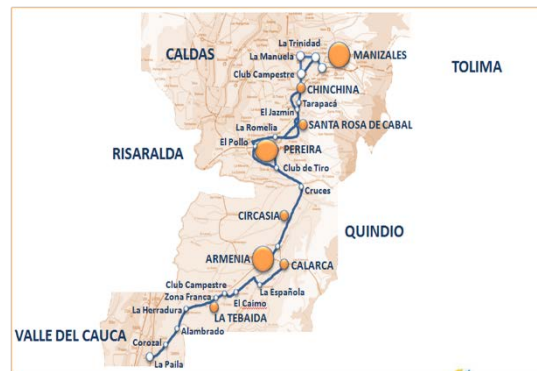 La Trinidad
CALDAS
La Manuela
MANIZALES
TOLIMA
Club Campestre
CHINCHINA
Tarapacá
El Jazmin
SANTA ROSA DE CABAL
La Romelia
El Pollo
PEREIRA
RISARALDA
Club de Tiro
Cruces
CIRCASIA
QUINDIO
ARMENIA
CALARCA
Club Campestre
La Española
Zona Franca
El Caimo
La Herradura
LA TEBAIDA
VALLE DEL CAUCA
Alambrado
Corozal
La Paila